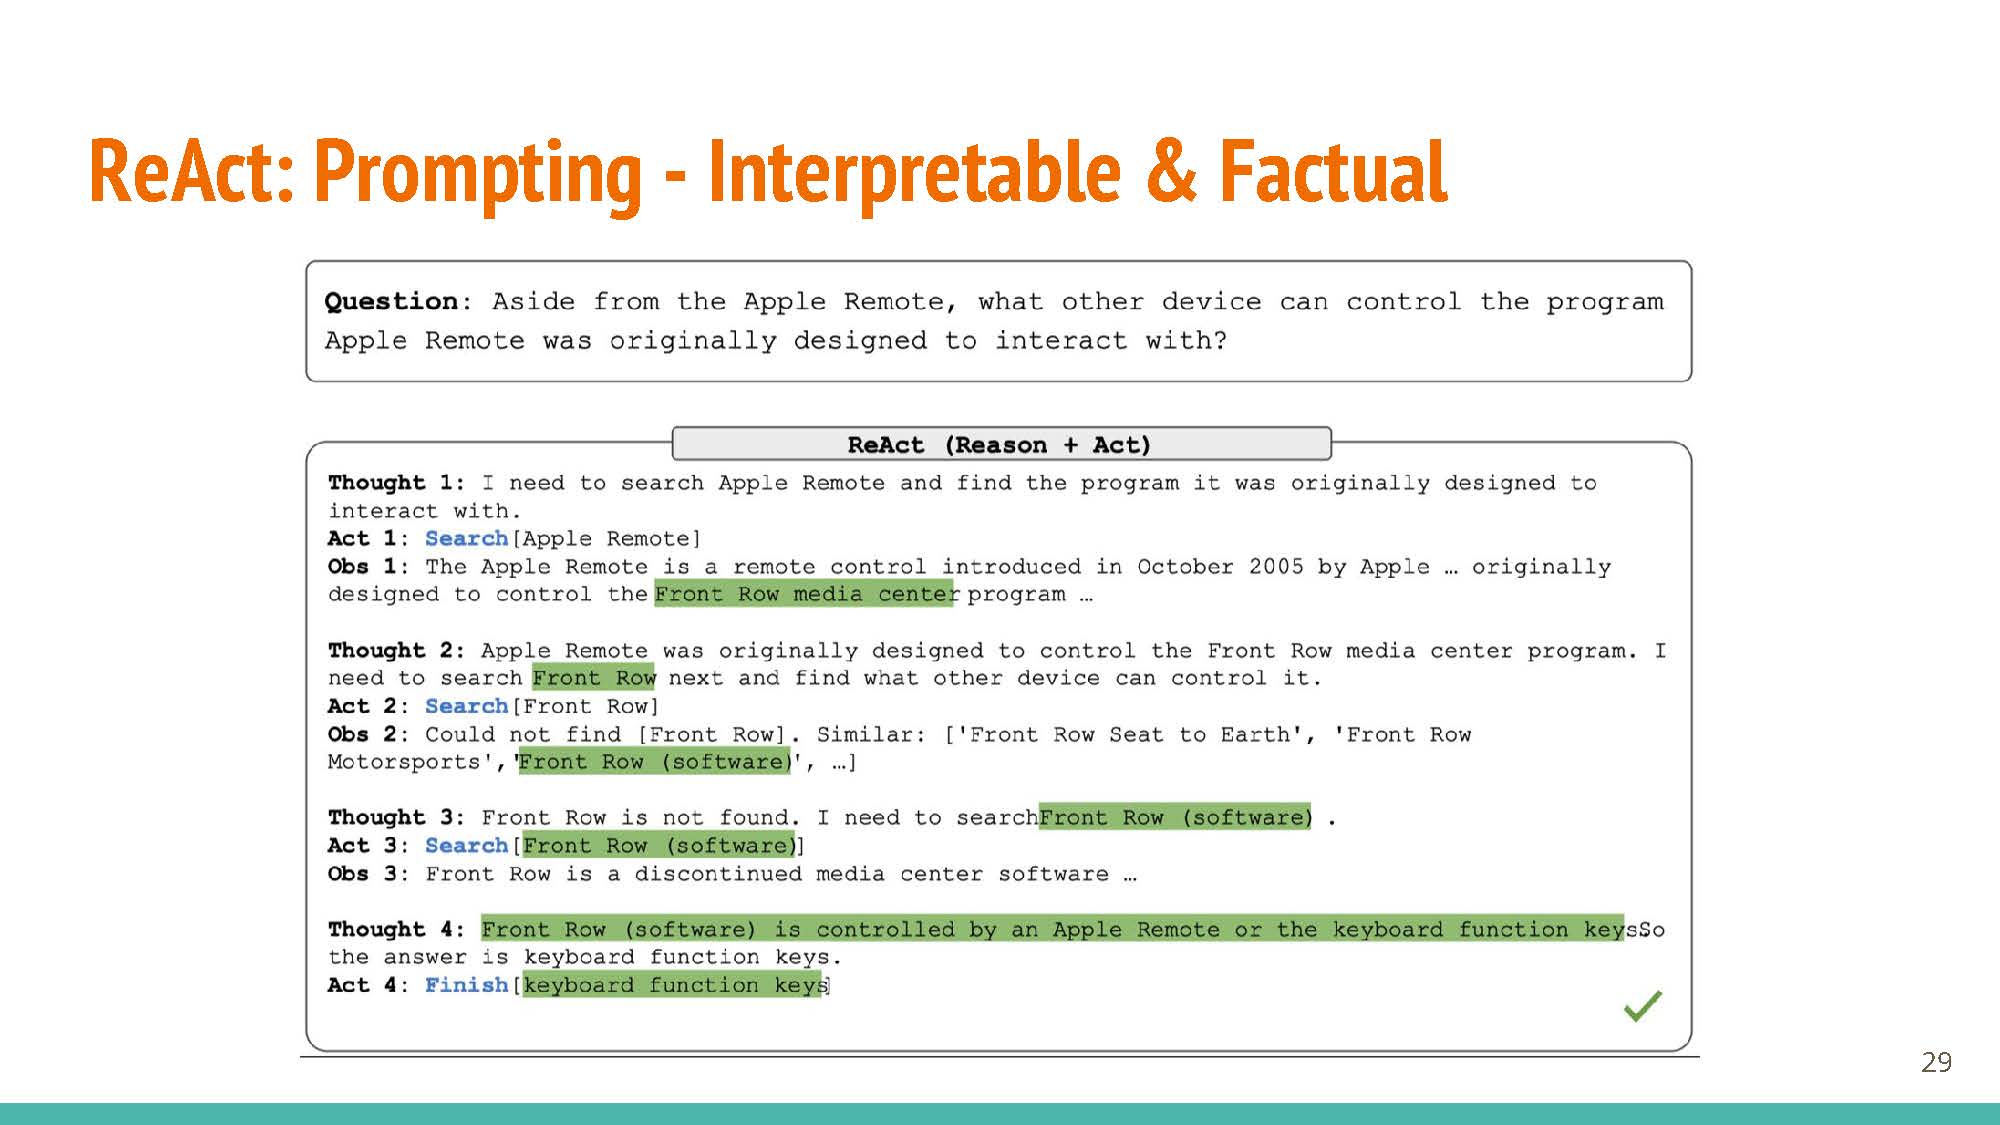 ReAct: Prompting - Interpretable & Factual
Question: Aside from the Apple Remote, what other device can control the program
Apple Remote was originally designed to interact with?
ReAct (Reason + Act)
Thought 1: I need to search Apple Remote and find the program it was originally designed to
interact with.
Act 1: Search[Apple Remote]
Obs 1: The Apple Remote is a remote control introduced in October 2005 by Apple … originally
designed to control the Front Row media center program …
Thought 2: Apple Remote was originally designed to control the Front Row media center program. I
need to search Front Row next and find what other device can control it.
Act 2: Search[Front Row]
Obs 2: Could not find [Front Row]. Similar: ['Front Row Seat to Earth', 'Front Row
Motorsports', 'Front Row (software)', …]
Thought 3: Front Row is not found. I need to search Front Row (software) .
Act 3: Search[Front Row (software)]
Obs 3: Front Row is a discontinued media center software …
Thought 4: Front Row (software) is controlled by an Apple Remote or the keyboard function keys. So
the answer is keyboard function keys.
Act 4: Finish[keyboard function keys]
29